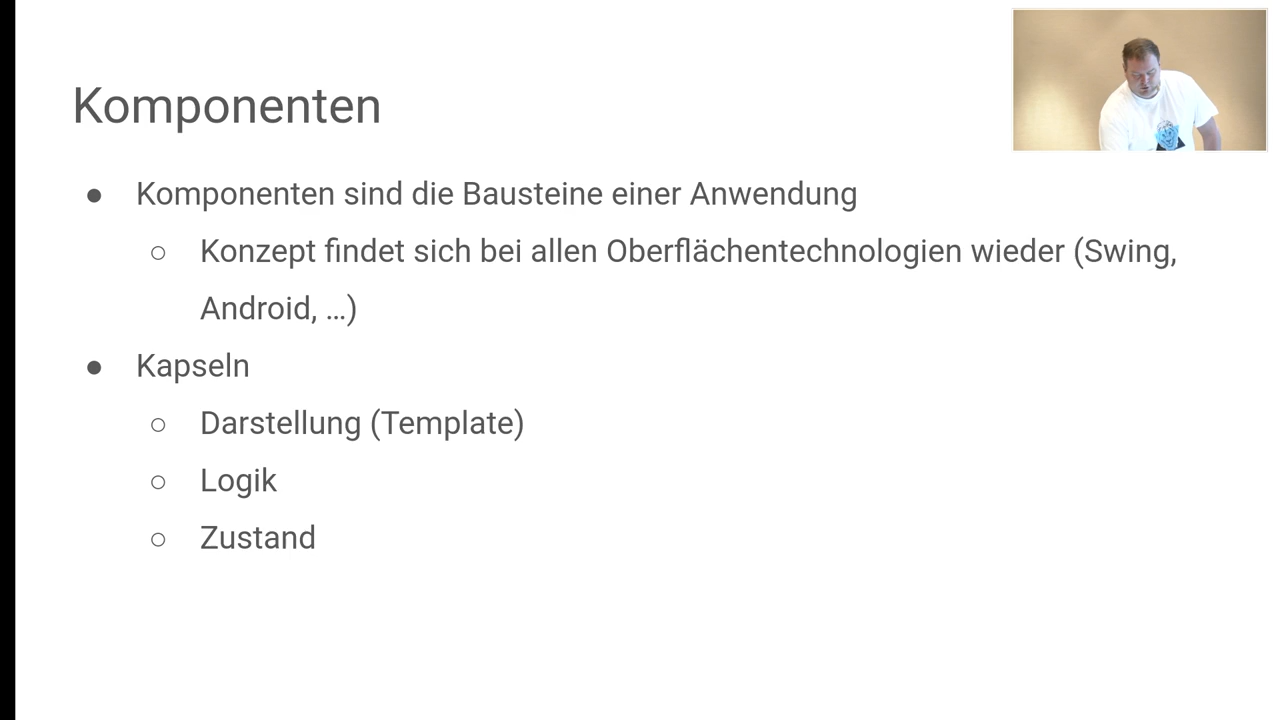 Komponenten
● Komponenten sind die Bausteine einer Anwendung
○ Konzept findet sich bei allen Oberflächentechnologien wieder (Swing,
Android, …)
● Kapseln
○ Darstellung (Template)
○ Logik
○ Zustand